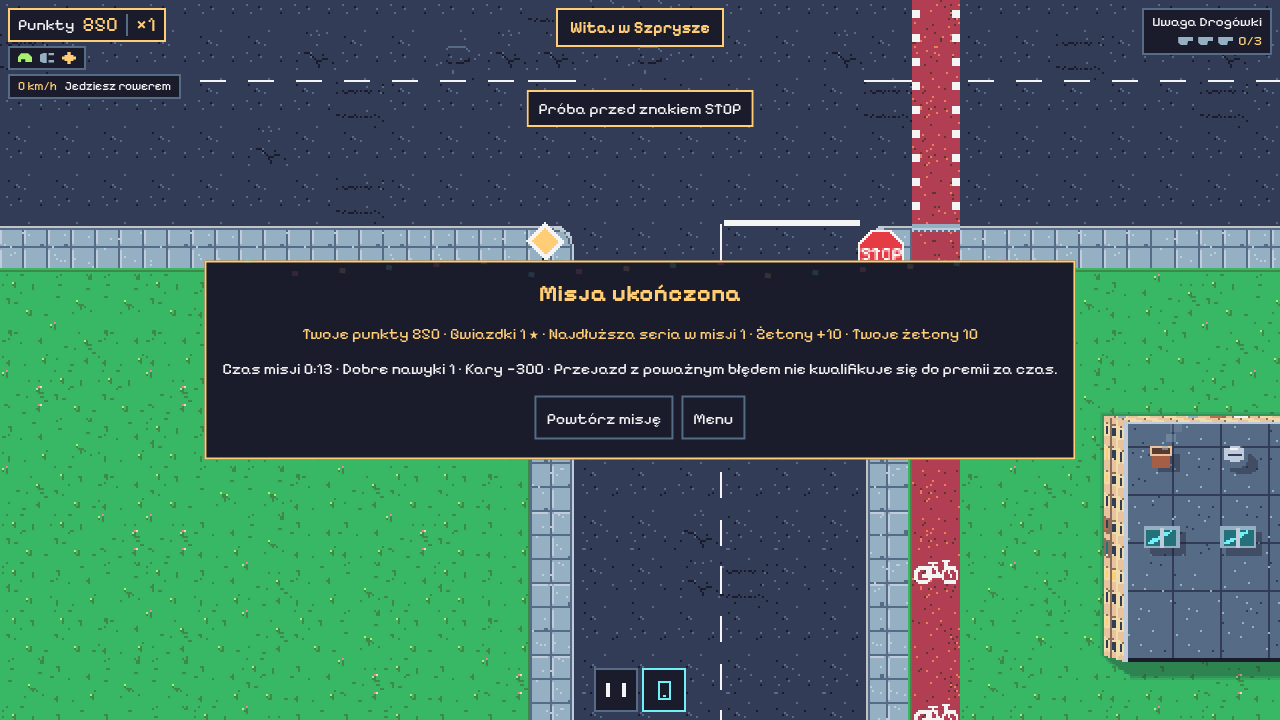 Punkty 880 ×1
Witaj w Szprysze
Uwaga Drogówki
0/3
0 km/h Jedziesz rowerem
Próba przed znakiem STOP
STOP
Misja ukończona
Twoje punkty 880 · Gwiazdki 1 ★ · Najdłuższa seria w misji 1 · Żetony +10 · Twoje żetony 10
Czas misji 0:13 · Dobre nawyki 1 · Kary -300 · Przejazd z poważnym błędem nie kwalifikuje się do premii za czas.
Powtórz misję
Menu